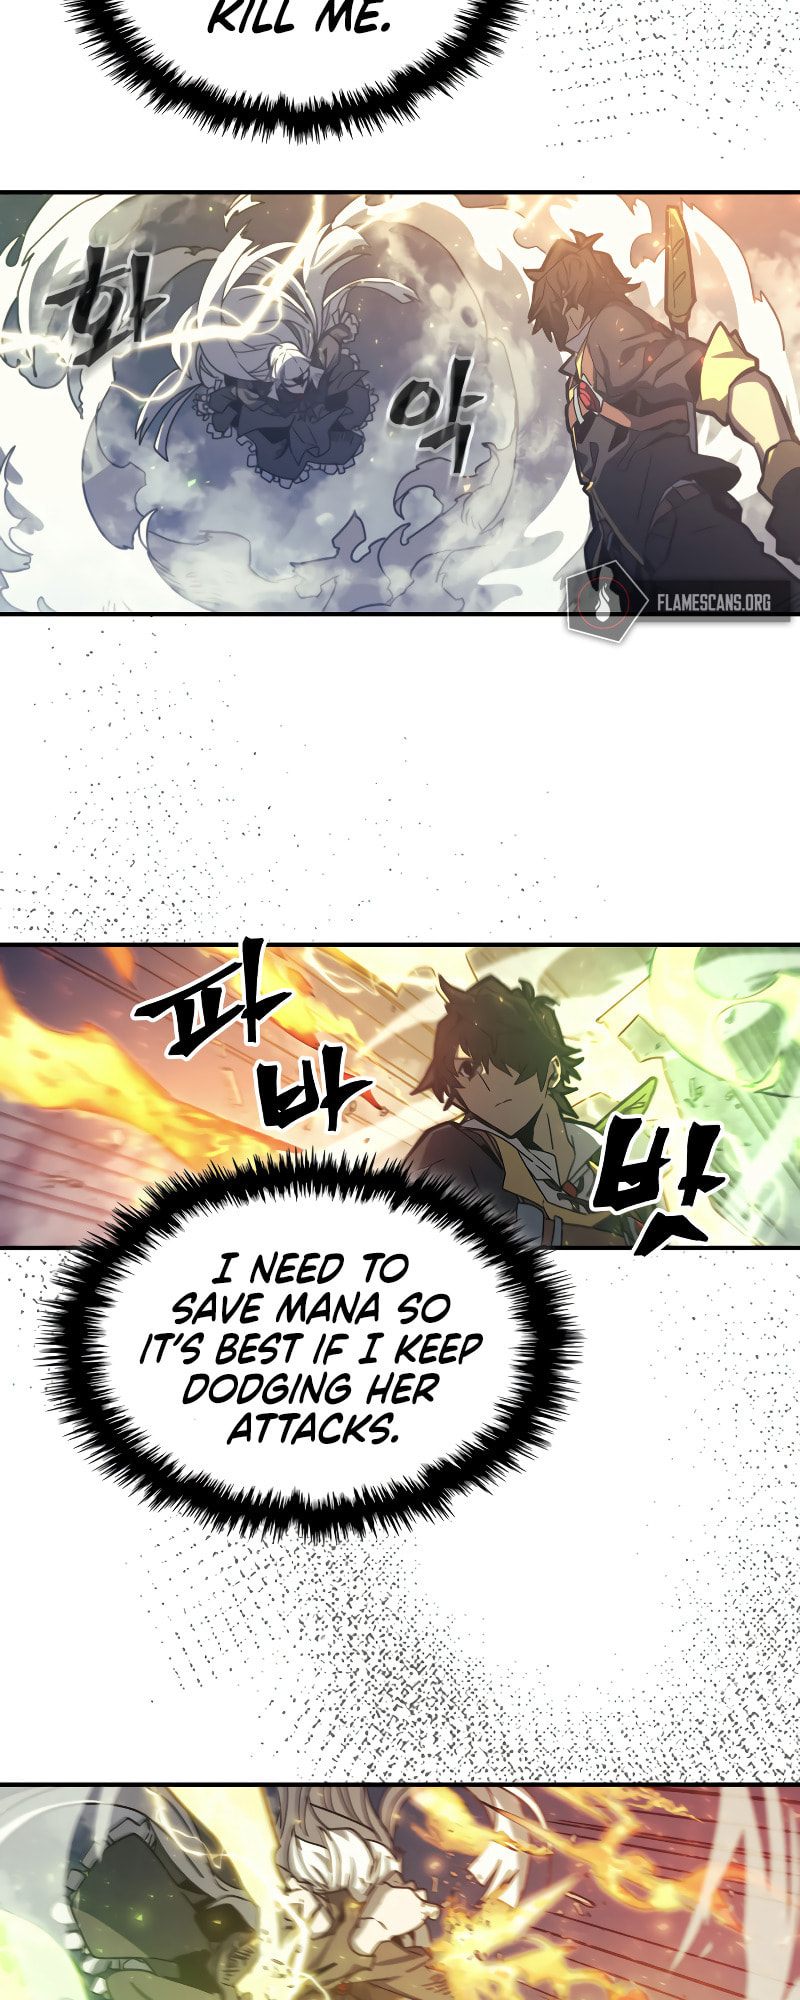 KILL ME.
화
악
FLAMESCANS.ORG
파
바
밧
I NEED TO
SAVE MANA SO
IT'S BEST IF I KEEP
DODGING HER
ATTACKS.